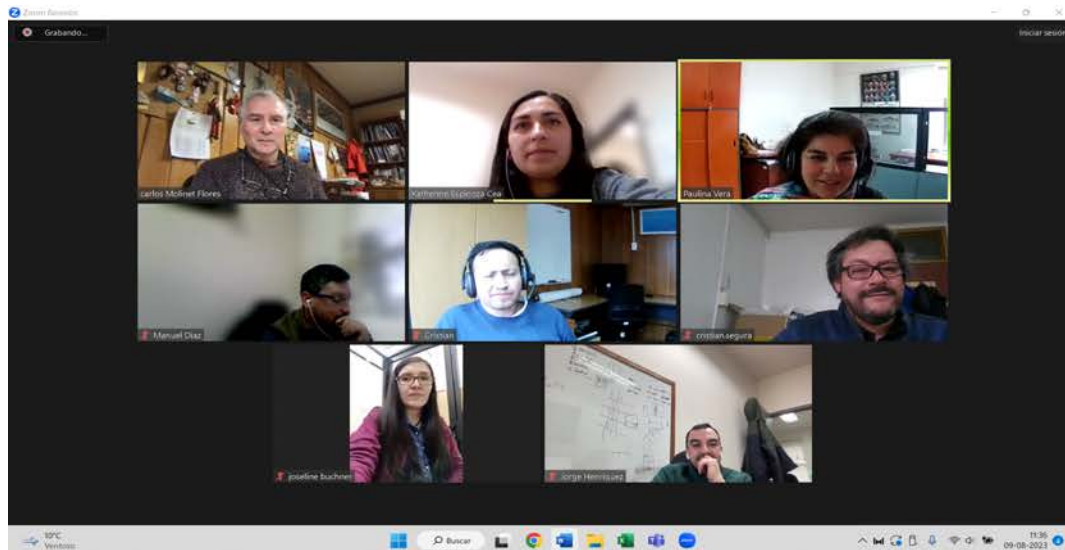 Zoom Reunión
Grabando...
Iniciar sesión
carlos Molinet Flores
Katherine Espinoza Cea
Paulina Vera
Manuel Diaz
Cristian
cristian.segura
joseline buchner
Jorge Henriquez
10°C
Ventoso
Buscar
11:36
09-08-2023